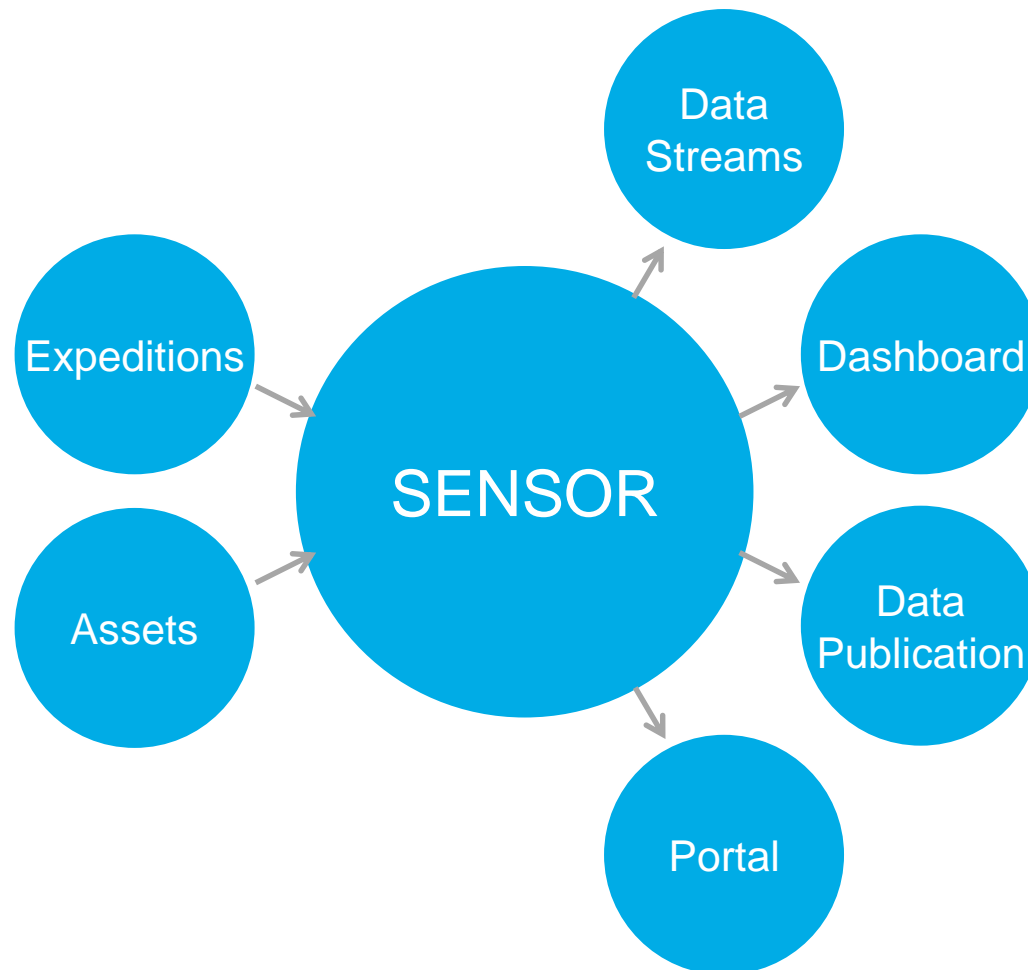 Data
Streams
Expeditions
Dashboard
SENSOR
Assets
Data
Publication
Portal